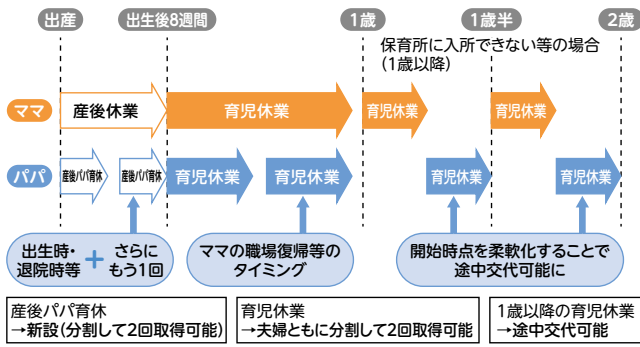 出産
出生後8週間
1歳
1歳半
2歳
保育所に入所できない等の場合
(1歳以降)
ママ
産後休業
育児休業
育児休業
育児休業
パパ
産後パパ育休
産後パパ育休
育児休業
育児休業
育児休業
育児休業
出生時・
退院時等
+
さらに
もう1回
ママの職場復帰等の
タイミング
開始時点を柔軟化することで
途中交代可能に
産後パパ育休
→新設(分割して2回取得可能)
育児休業
→夫婦ともに分割して2回取得可能
1歳以降の育児休業
→途中交代可能